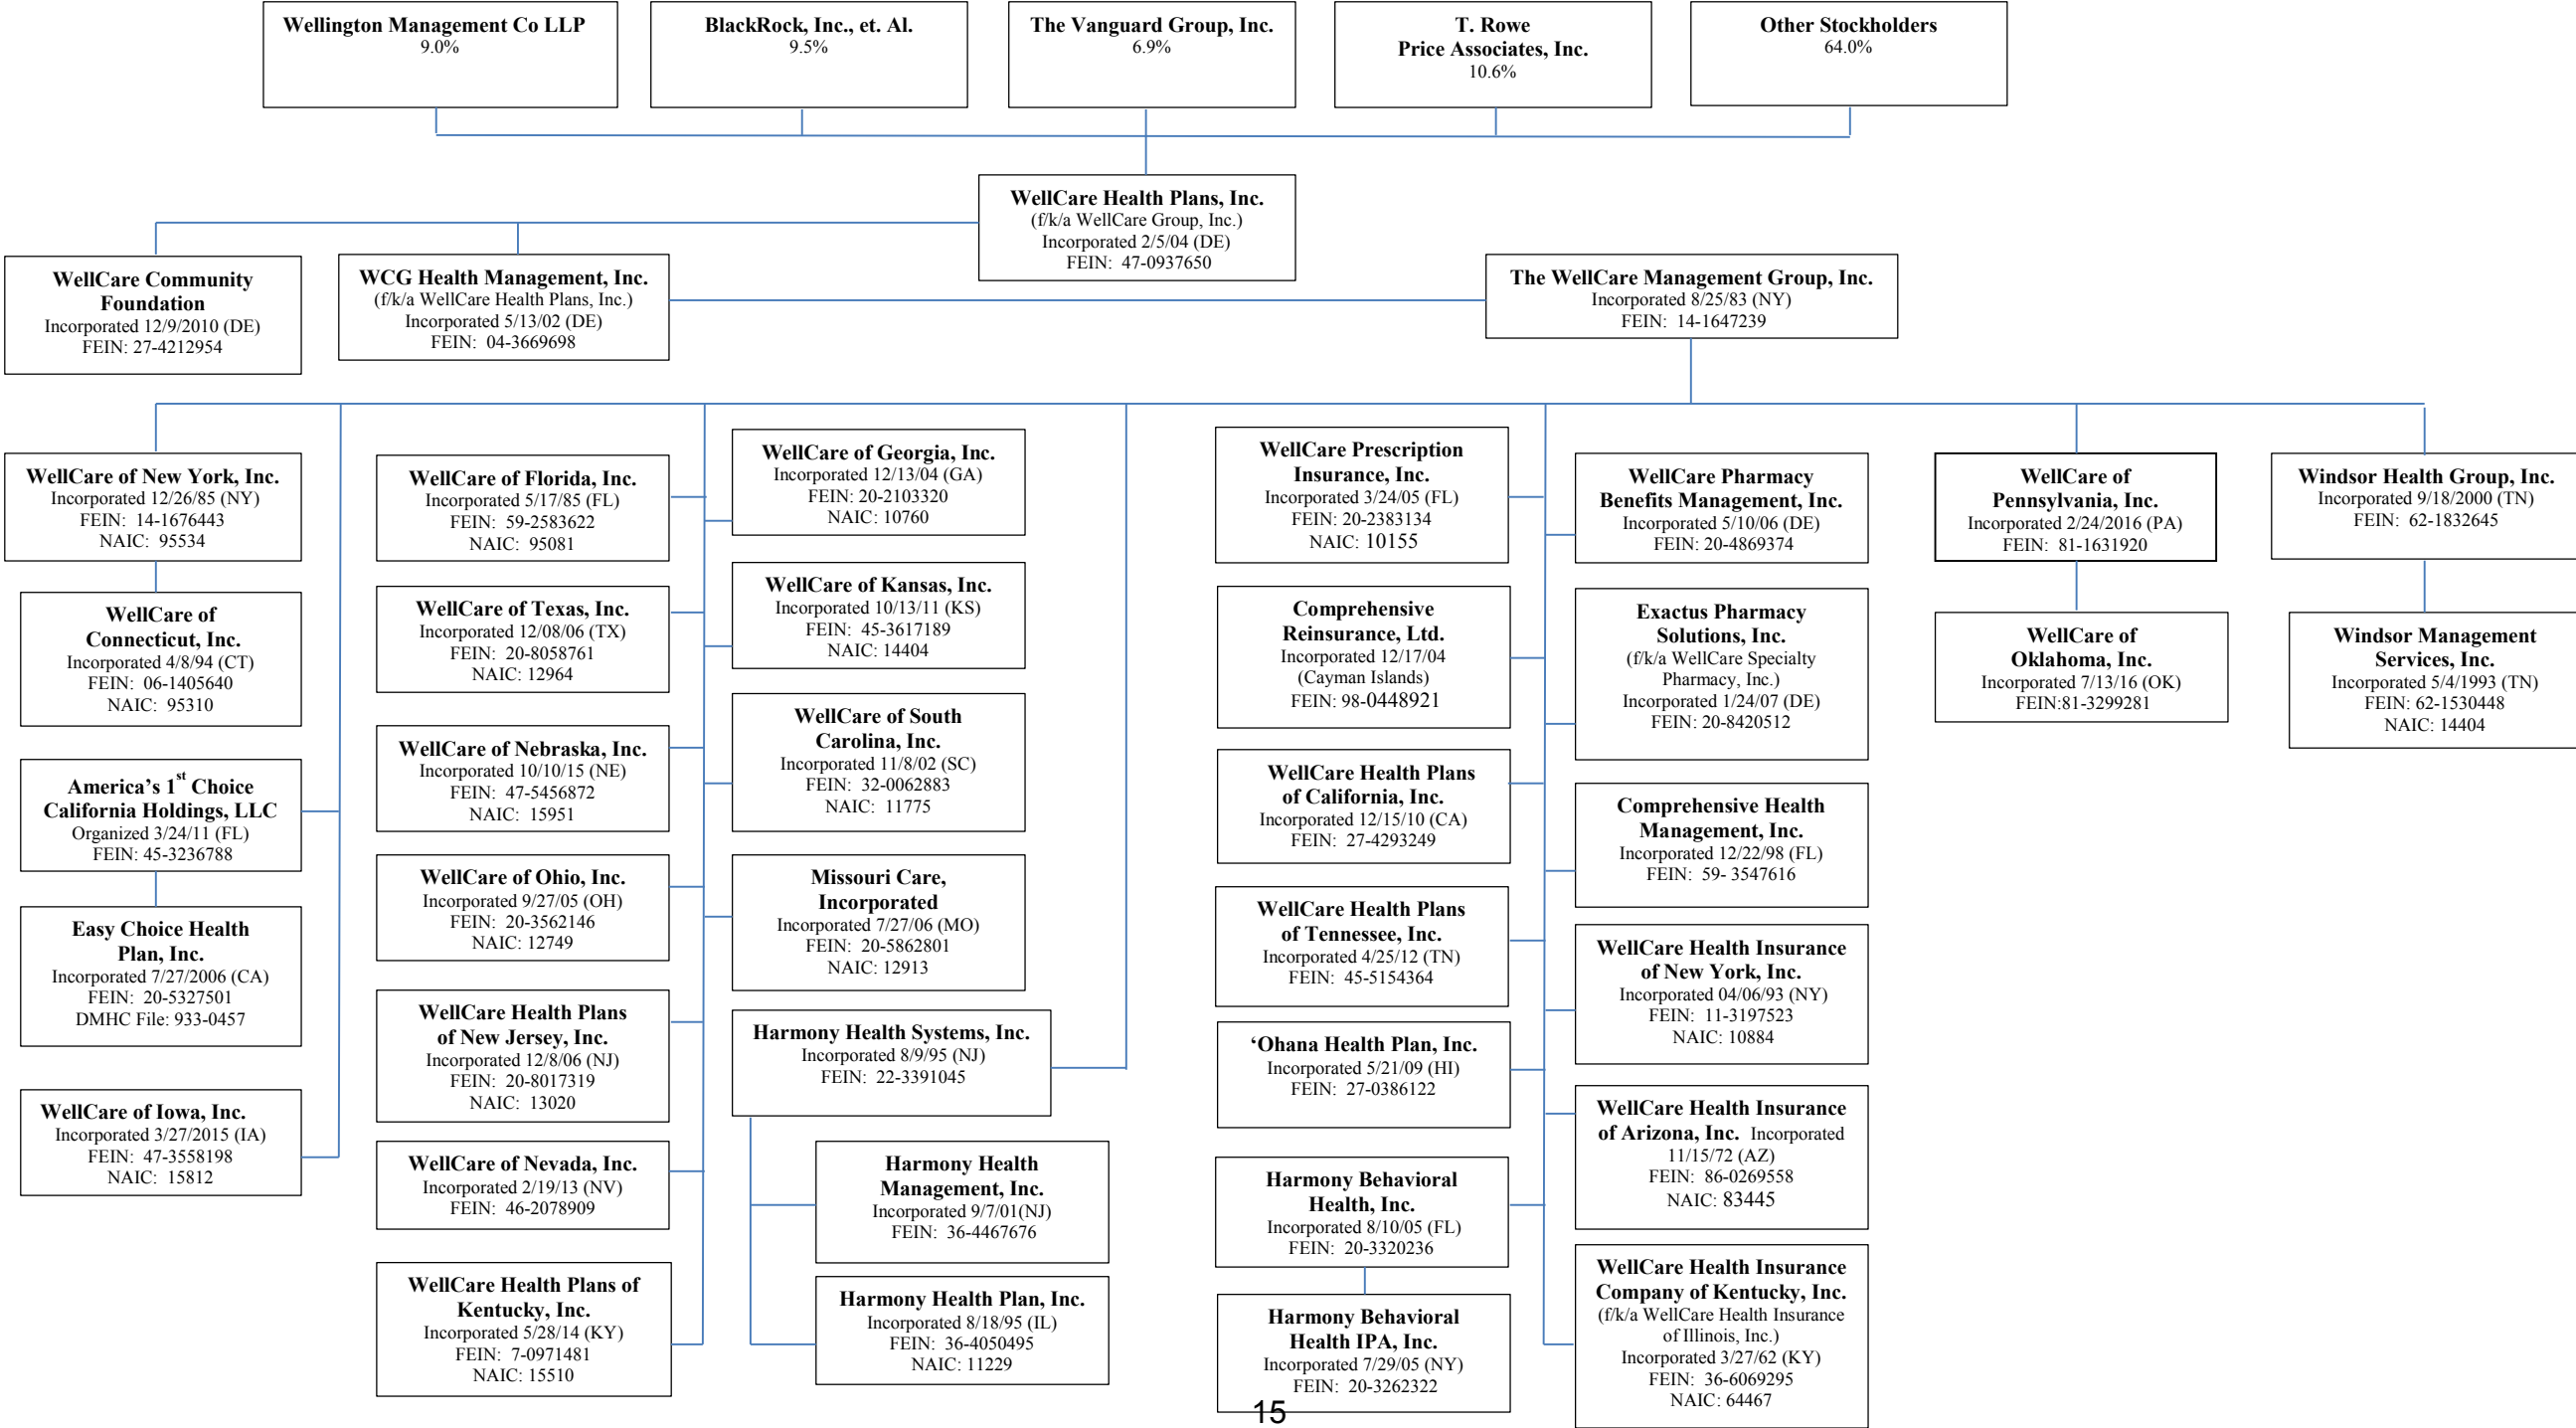 Wellington Management Co LLP
9.0%
BlackRock, Inc., et. Al.
9.5%
The Vanguard Group, Inc.
6.9%
T. Rowe
Price Associates, Inc.
10.6%
Other Stockholders
64.0%
WellCare Health Plans, Inc.
(f/k/a WellCare Group, Inc.)
Incorporated 2/5/04 (DE)
FEIN: 47-0937650
WellCare Community
Foundation
Incorporated 12/9/2010 (DE)
FEIN: 27-4212954
WCG Health Management, Inc.
(f/k/a WellCare Health Plans, Inc.)
Incorporated 5/13/02 (DE)
FEIN: 04-3669698
The WellCare Management Group, Inc.
Incorporated 8/25/83 (NY)
FEIN: 14-1647239
WellCare of New York, Inc.
Incorporated 12/26/85 (NY)
FEIN: 14-1676443
NAIC: 95534
WellCare of
Connecticut, Inc.
Incorporated 4/8/94 (CT)
FEIN: 06-1405640
NAIC: 95310
America's 1st Choice
California Holdings, LLC
Organized 3/24/11 (FL)
FEIN: 45-3236788
Easy Choice Health
Plan, Inc.
Incorporated 7/27/2006 (CA)
FEIN: 20-5327501
DMHC File: 933-0457
WellCare of Iowa, Inc.
Incorporated 3/27/2015 (IA)
FEIN: 47-3558198
NAIC: 15812
WellCare of Florida, Inc.
Incorporated 5/17/85 (FL)
FEIN: 59-2583622
NAIC: 95081
WellCare of Texas, Inc.
Incorporated 12/08/06 (TX)
FEIN: 20-8058761
NAIC: 12964
WellCare of Nebraska, Inc.
Incorporated 10/10/15 (NE)
FEIN: 47-5456872
NAIC: 15951
WellCare of Ohio, Inc.
Incorporated 9/27/05 (OH)
FEIN: 20-3562146
NAIC: 12749
WellCare Health Plans
of New Jersey, Inc.
Incorporated 12/8/06 (NJ)
FEIN: 20-8017319
NAIC: 13020
WellCare of Nevada, Inc.
Incorporated 2/19/13 (NV)
FEIN: 46-2078909
WellCare Health Plans of
Kentucky, Inc.
Incorporated 5/28/14 (KY)
FEIN: 7-0971481
NAIC: 15510
WellCare of Georgia, Inc.
Incorporated 12/13/04 (GA)
FEIN: 20-2103320
NAIC: 10760
WellCare of Kansas, Inc.
Incorporated 10/13/11 (KS)
FEIN: 45-3617189
NAIC: 14404
WellCare of South
Carolina, Inc.
Incorporated 11/8/02 (SC)
FEIN: 32-0062883
NAIC: 11775
Missouri Care,
Incorporated
Incorporated 7/27/06 (MO)
FEIN: 20-5862801
NAIC: 12913
Harmony Health Systems, Inc.
Incorporated 8/9/95 (NJ)
FEIN: 22-3391045
Harmony Health
Management, Inc.
Incorporated 9/7/01(NJ)
FEIN: 36-4467676
Harmony Health Plan, Inc.
Incorporated 8/18/95 (IL)
FEIN: 36-4050495
NAIC: 11229
WellCare Prescription
Insurance, Inc.
Incorporated 3/24/05 (FL)
FEIN: 20-2383134
NAIC: 10155
Comprehensive
Reinsurance, Ltd.
Incorporated 12/17/04
(Cayman Islands)
FEIN: 98-0448921
WellCare Health Plans
of California, Inc.
Incorporated 12/15/10 (CA)
FEIN: 27-4293249
WellCare Health Plans
of Tennessee, Inc.
Incorporated 4/25/12 (TN)
FEIN: 45-5154364
‘Ohana Health Plan, Inc.
Incorporated 5/21/09 (HI)
FEIN: 27-0386122
Harmony Behavioral
Health, Inc.
Incorporated 8/10/05 (FL)
FEIN: 20-3320236
Harmony Behavioral
Health IPA, Inc.
Incorporated 7/29/05 (NY)
FEIN: 20-3262322
WellCare Pharmacy
Benefits Management, Inc.
Incorporated 5/10/06 (DE)
FEIN: 20-4869374
Exactus Pharmacy
Solutions, Inc.
(f/k/a WellCare Specialty
Pharmacy, Inc.)
Incorporated 1/24/07 (DE)
FEIN: 20-8420512
Comprehensive Health
Management, Inc.
Incorporated 12/22/98 (FL)
FEIN: 59- 3547616
WellCare Health Insurance
of New York, Inc.
Incorporated 04/06/93 (NY)
FEIN: 11-3197523
NAIC: 10884
WellCare Health Insurance
of Arizona, Inc. Incorporated
11/15/72 (AZ)
FEIN: 86-0269558
NAIC: 83445
WellCare Health Insurance
Company of Kentucky, Inc.
(f/k/a WellCare Health Insurance
of Illinois, Inc.)
Incorporated 3/27/62 (KY)
FEIN: 36-6069295
NAIC: 64467
WellCare of
Pennsylvania, Inc.
Incorporated 2/24/2016 (PA)
FEIN: 81-1631920
WellCare of
Oklahoma, Inc.
Incorporated 7/13/16 (OK)
FEIN:81-3299281
Windsor Health Group, Inc.
Incorporated 9/18/2000 (TN)
FEIN: 62-1832645
Windsor Management
Services, Inc.
Incorporated 5/4/1993 (TN)
FEIN: 62-1530448
NAIC: 14404
15